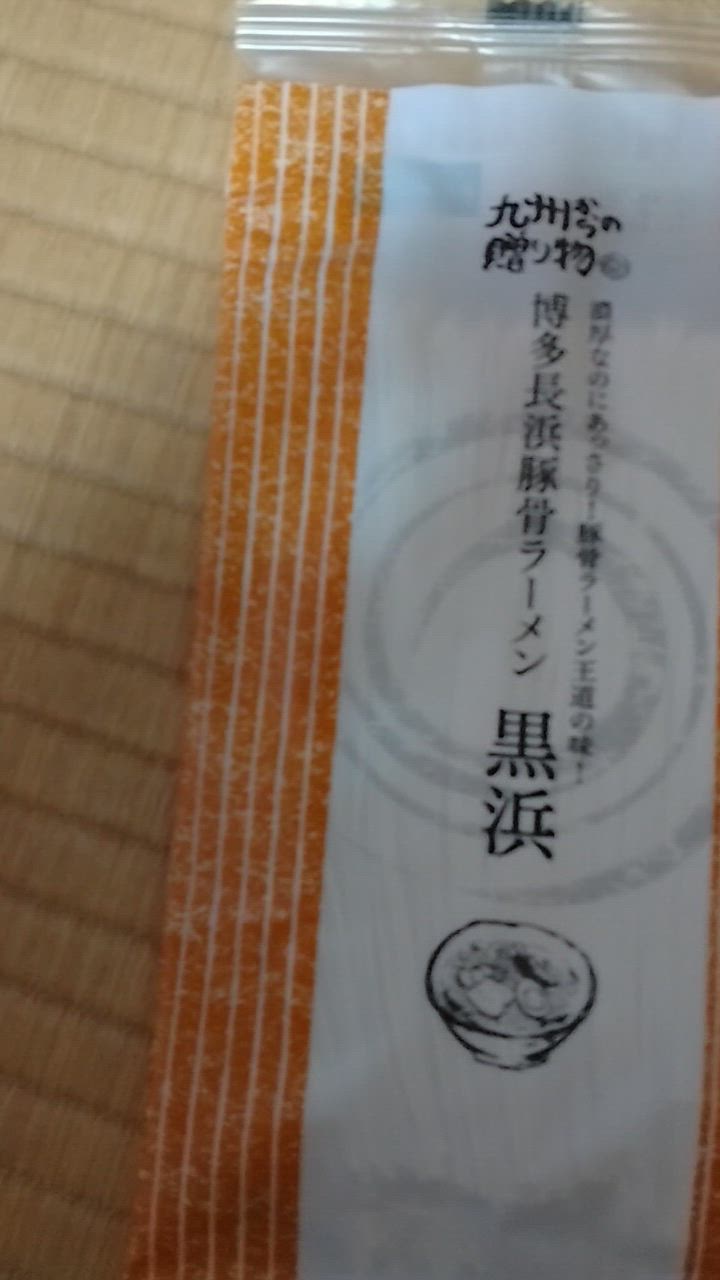 九州からの
贈り物
濃厚なのにあっさり！豚骨ラーメン王道の味！
博多長浜豚骨ラーメン
黒浜